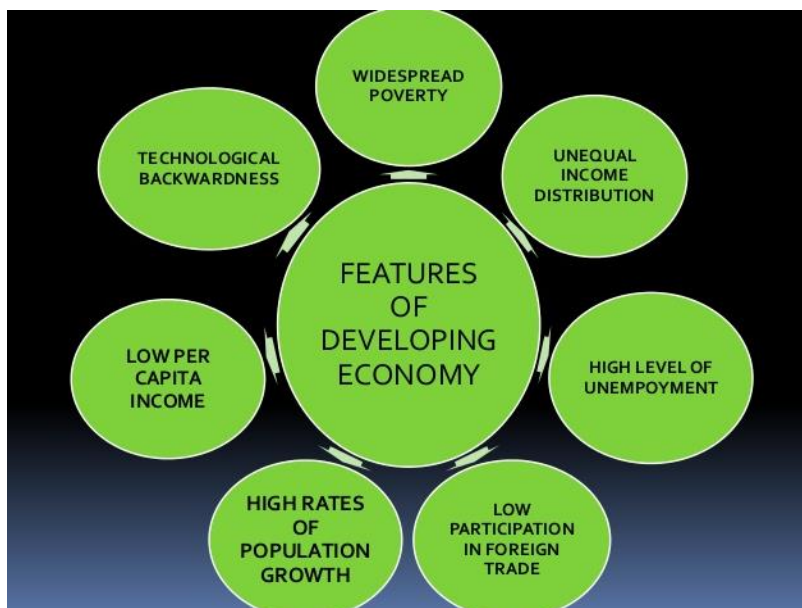 WIDESPREAD
POVERTY
UNEQUAL
INCOME
DISTRIBUTION
HIGH LEVEL OF
UNEMPOYMENT
LOW
PARTICIPATION
IN FOREIGN
TRADE
HIGH RATES
OF
POPULATION
GROWTH
LOW PER
CAPITA
INCOME
TECHNOLOGICAL
BACKWARDNESS
FEATURES
OF
DEVELOPING
ECONOMY